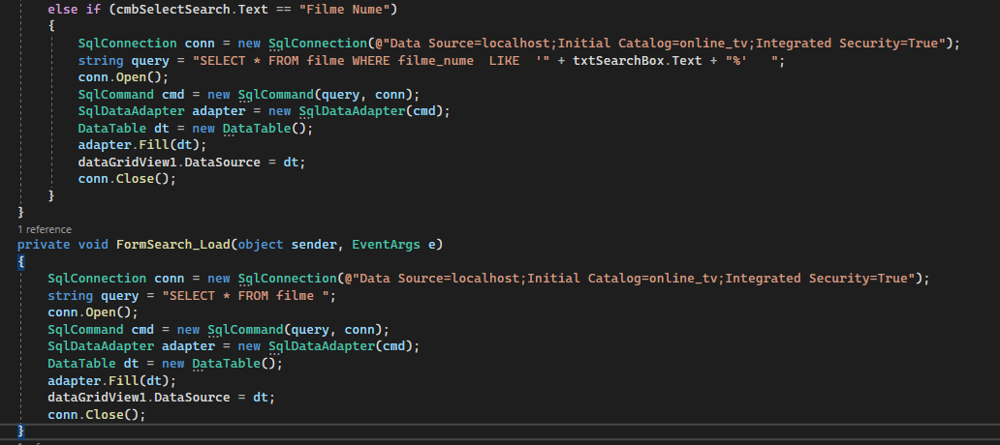 else if (cmbSelectSearch.Text == "Filme Nume")
{
SqlConnection conn = new SqlConnection(@"Data Source=localhost;Initial Catalog=online_tv;Integrated Security=True");
string query = "SELECT * FROM filme WHERE filme_nume  LIKE  '" + txtSearchBox.Text + "%'   ";
conn.Open();
SqlCommand cmd = new SqlCommand(query, conn);
SqlDataAdapter adapter = new SqlDataAdapter(cmd);
DataTable dt = new DataTable();
adapter.Fill(dt);
dataGridView1.DataSource = dt;
conn.Close();
}
}
1 reference
private void FormSearch_Load(object sender, EventArgs e)
{
SqlConnection conn = new SqlConnection(@"Data Source=localhost;Initial Catalog=online_tv;Integrated Security=True");
string query = "SELECT * FROM filme ";
conn.Open();
SqlCommand cmd = new SqlCommand(query, conn);
SqlDataAdapter adapter = new SqlDataAdapter(cmd);
DataTable dt = new DataTable();
adapter.Fill(dt);
dataGridView1.DataSource = dt;
conn.Close();
}